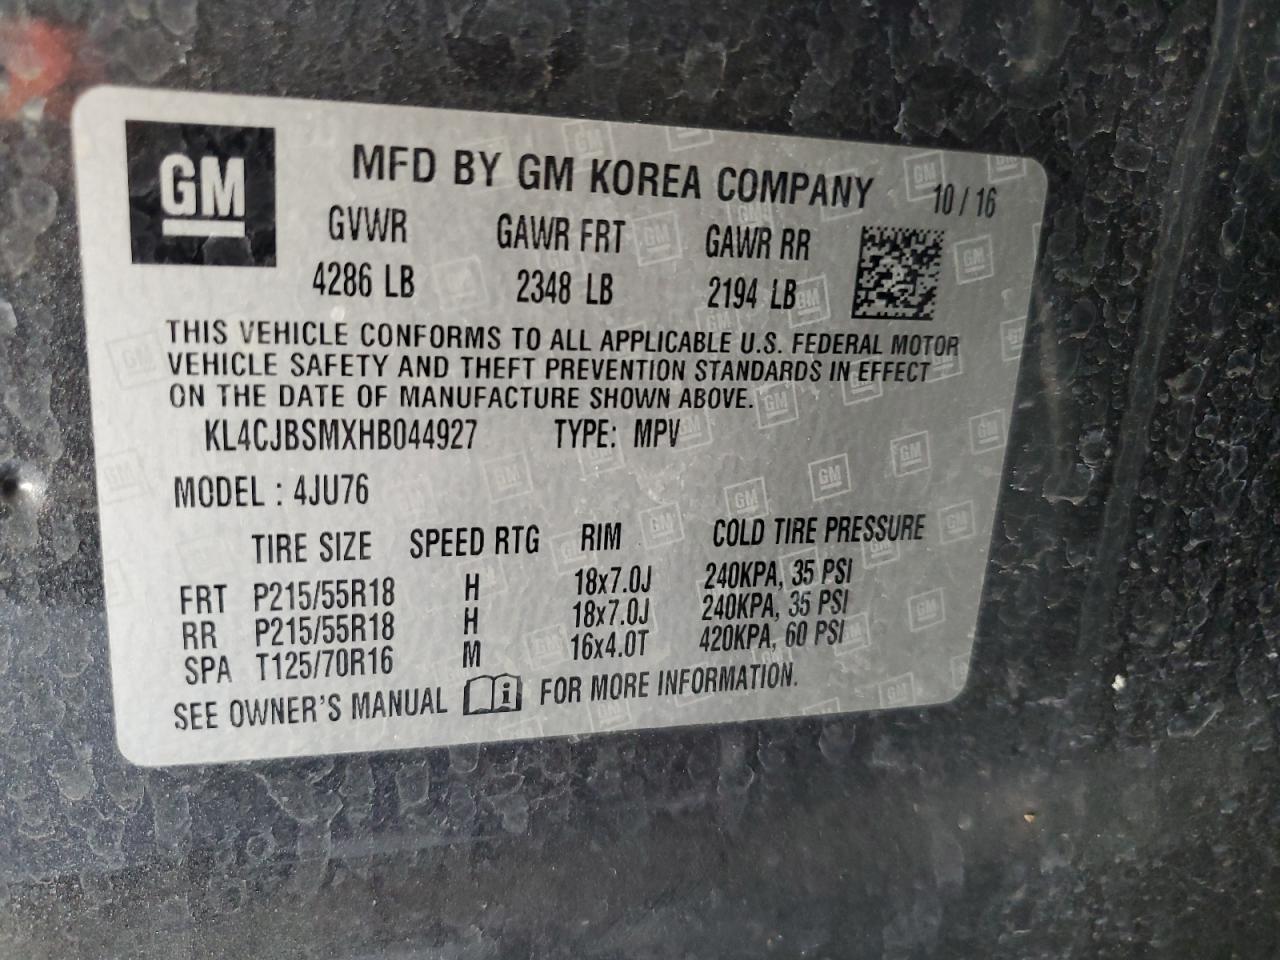 GM
MFD BY GM KOREA COMPANY 10 / 16
GVWR GAWR FRT GAWR RR
4286 LB 2348 LB 2194 LB
THIS VEHICLE CONFORMS TO ALL APPLICABLE U.S. FEDERAL MOTOR
VEHICLE SAFETY AND THEFT PREVENTION STANDARDS IN EFFECT
ON THE DATE OF MANUFACTURE SHOWN ABOVE.
KL4CJBSMXHB044927 TYPE: MPV
MODEL : 4JU76
TIRE SIZE SPEED RTG RIM COLD TIRE PRESSURE
FRT P215/55R18 H 18x7.0J 240KPA, 35 PSI
RR P215/55R18 H 18x7.0J 240KPA, 35 PSI
SPA T125/70R16 M 16x4.0T 420KPA, 60 PSI
SEE OWNER'S MANUAL i FOR MORE INFORMATION.